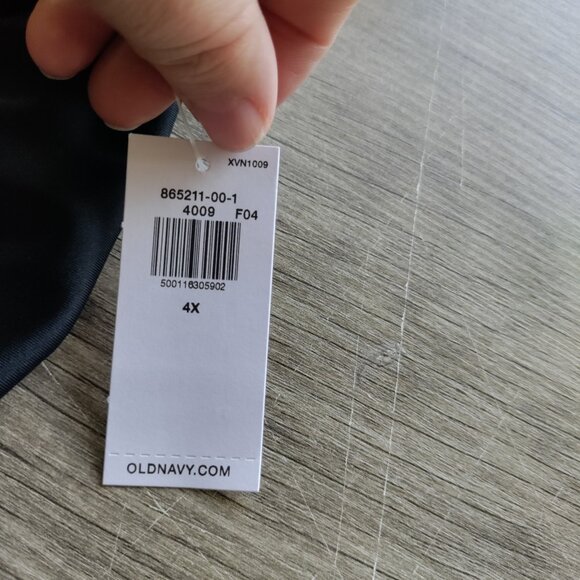 XVN1009
865211-00-1
4009 F04
500116305902
4X
OLDNAVY.COM